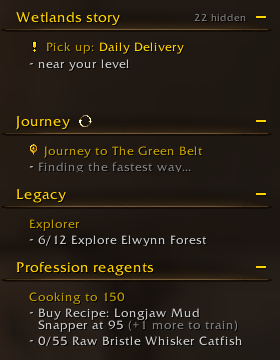 Wetlands story 22 hidden
Pick up: Daily Delivery
- near your level
Journey
Journey to The Green Belt
- Finding the fastest way...
Legacy
Explorer
- 6/12 Explore Elwynn Forest
Profession reagents
Cooking to 150
- Buy Recipe: Longjaw Mud
Snapper at 95 (+1 more to train)
- 0/55 Raw Bristle Whisker Catfish